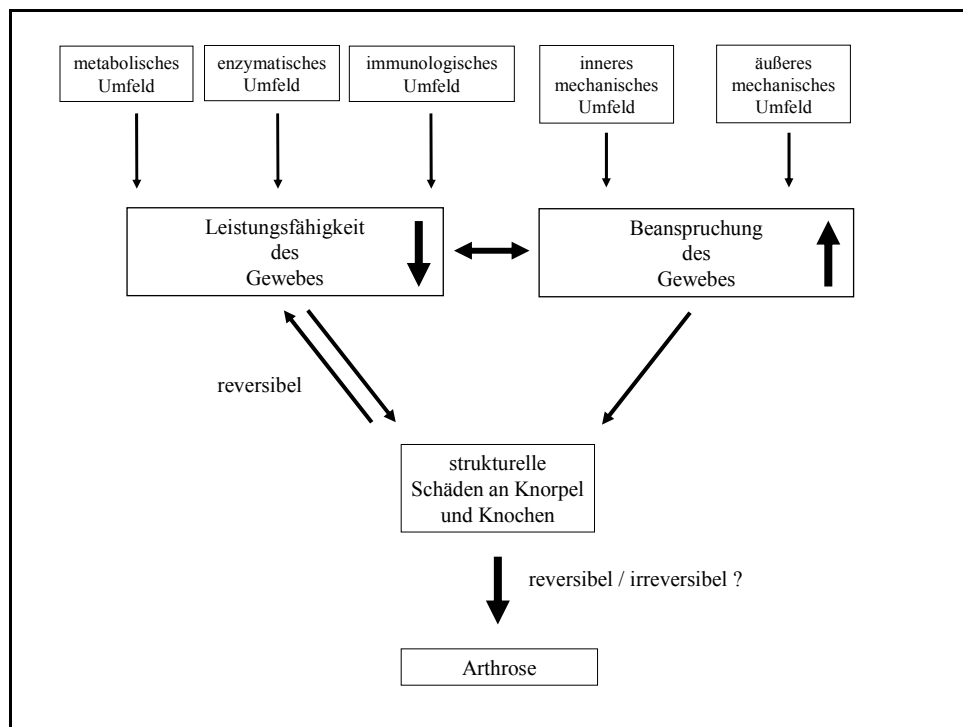 metabolisches
Umfeld
enzymatisches
Umfeld
immunologisches
Umfeld
inneres
mechanisches
Umfeld
äußeres
mechanisches
Umfeld
Leistungsfähigkeit
des
Gewebes
Beanspruchung
des
Gewebes
reversibel
strukturelle
Schäden an Knorpel
und Knochen
reversibel / irreversibel ?
Arthrose